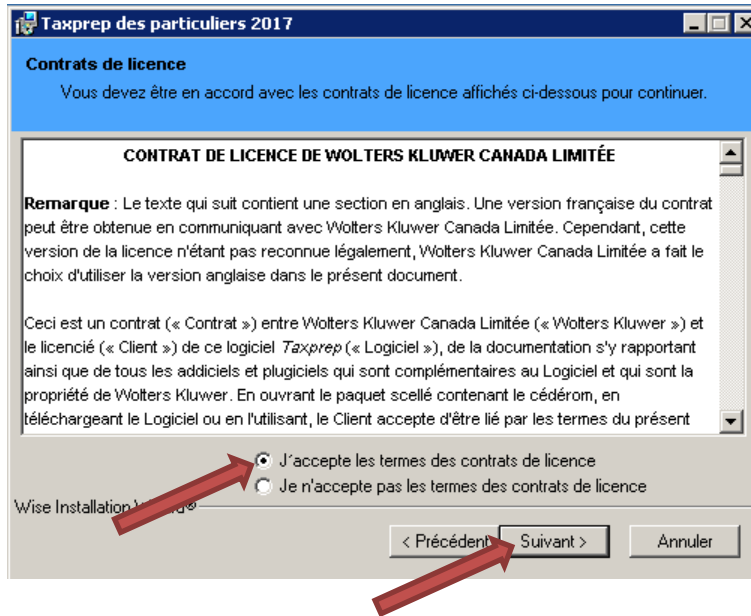 Taxprep des particuliers 2017
Contrats de licence
Vous devez être en accord avec les contrats de licence affichés ci-dessous pour continuer.
CONTRAT DE LICENCE DE WOLTERS KLUWER CANADA LIMITÉE
Remarque : Le texte qui suit contient une section en anglais. Une version française du contrat
peut être obtenue en communiquant avec Wolters Kluwer Canada Limitée. Cependant, cette
version de la licence n'étant pas reconnue légalement, Wolters Kluwer Canada Limitée a fait le
choix d'utiliser la version anglaise dans le présent document.
Ceci est un contrat (« Contrat ») entre Wolters Kluwer Canada Limitée (« Wolters Kluwer ») et
le licencié (« Client ») de ce logiciel Taxprep (« Logiciel »), de la documentation s'y rapportant
ainsi que de tous les addiciels et plugiciels qui sont complémentaires au Logiciel et qui sont la
propriété de Wolters Kluwer. En ouvrant le paquet scellé contenant le cédérom, en
téléchargeant le Logiciel ou en l'utilisant, le Client accepte d'être lié par les termes du présent
J´accepte les termes des contrats de licence
Je n'accepte pas les termes des contrats de licence
Wise Installation
< Précédent Suivant > Annuler